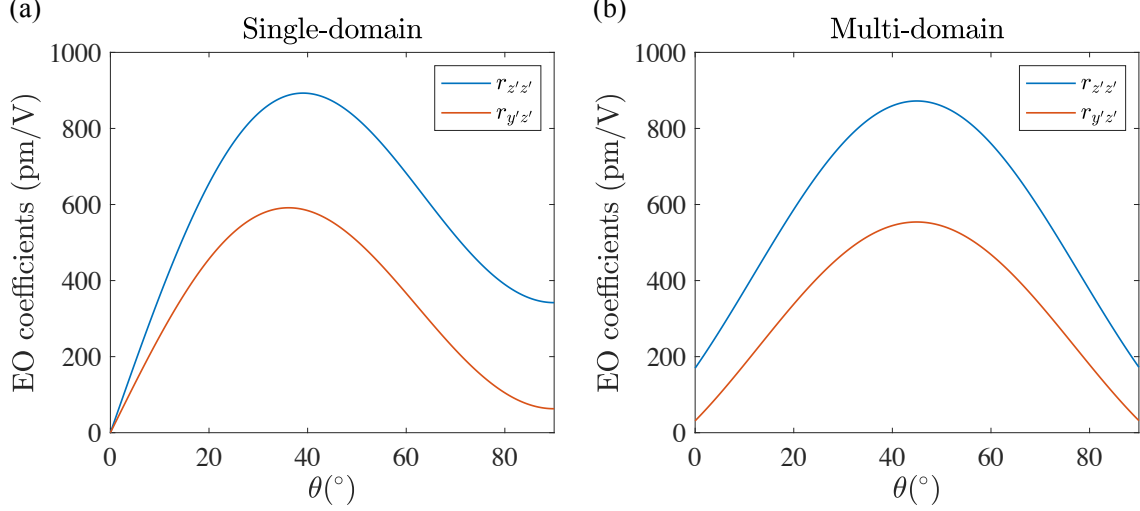 (a)
Single-domain
EO coefficients (pm/V)
1000
800
600
400
200
0
0 20 40 60 80
θ(°)
r_{z'z'}
r_{y'z'}
(b)
Multi-domain
EO coefficients (pm/V)
1000
800
600
400
200
0
0 20 40 60 80
θ(°)
r_{z'z'}
r_{y'z'}